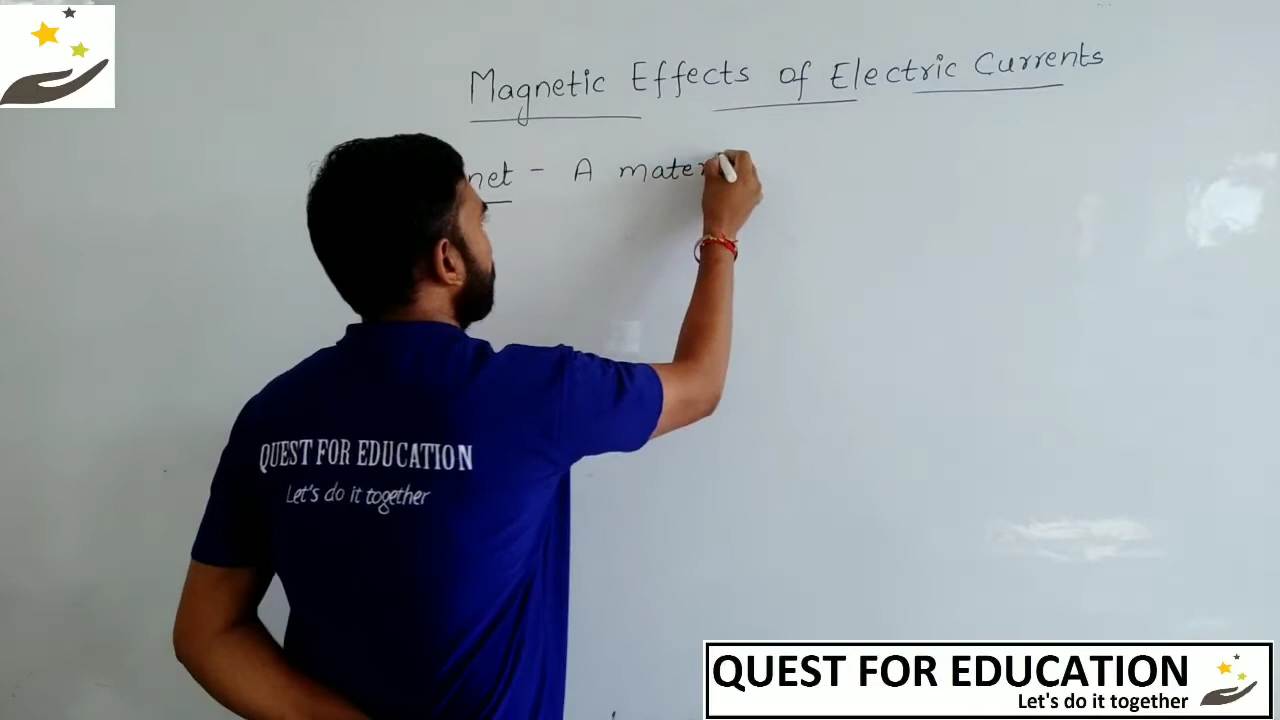 Magnetic Effects of Electric Currents
net - A mater
QUEST FOR EDUCATION
Let's do it together
QUEST FOR EDUCATION
Let's do it together